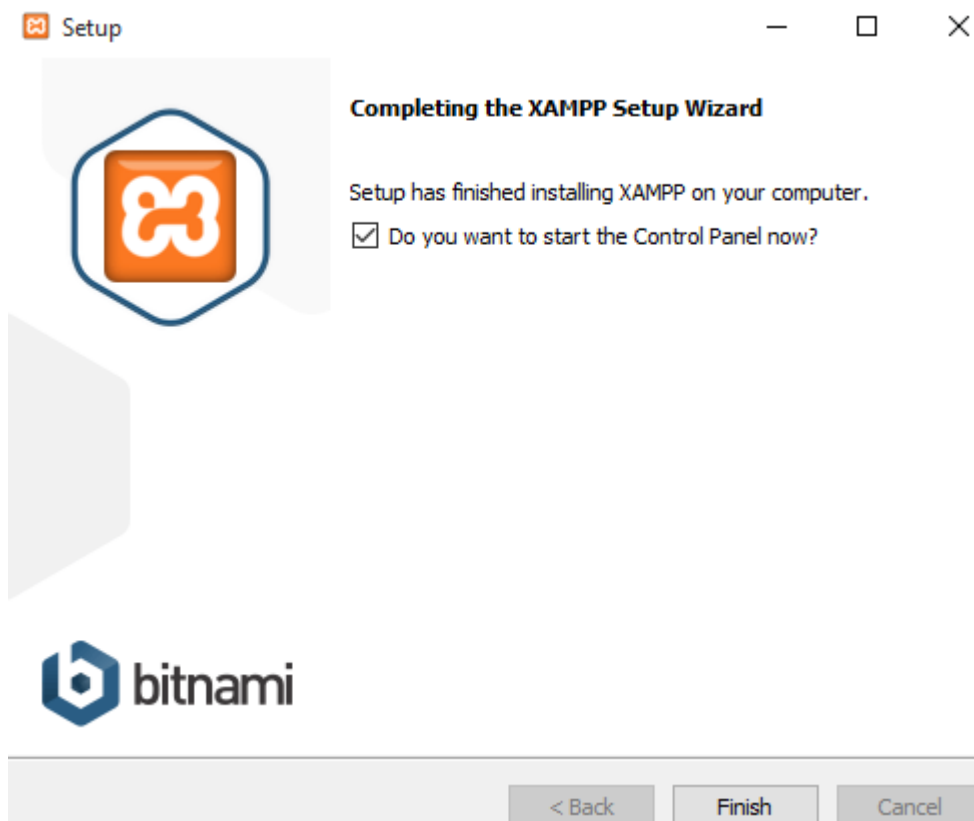 Setup
Completing the XAMPP Setup Wizard
Setup has finished installing XAMPP on your computer.
Do you want to start the Control Panel now?
bitnami
< Back
Finish
Cancel